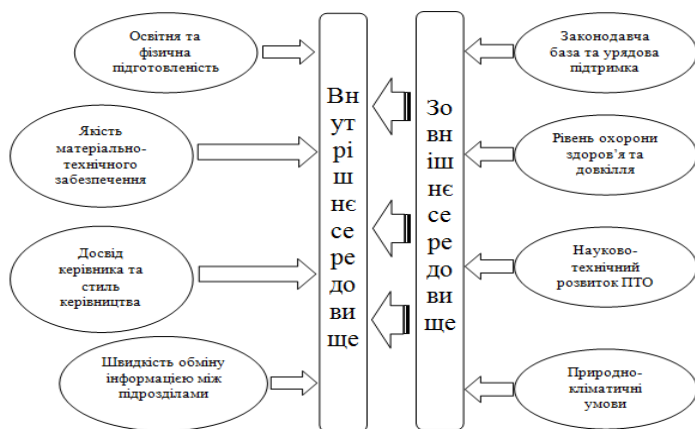 Освітня та
фізична
підготовленість
Якість
матеріально-
технічного
забезпечення
Досвід
керівника та
стиль
керівництва
Швидкість обміну
інформацією між
підрозділами
Вн
ут
рі
ш
нє
се
ре
до
ви
ще
Зо
вн
іш
нє
се
ре
до
ви
ще
Законодавча
база та урядова
підтримка
Рівень охорони
здоров’я та
довкілля
Науково-
технічний
розвиток ПТО
Природно-
кліматичні
умови